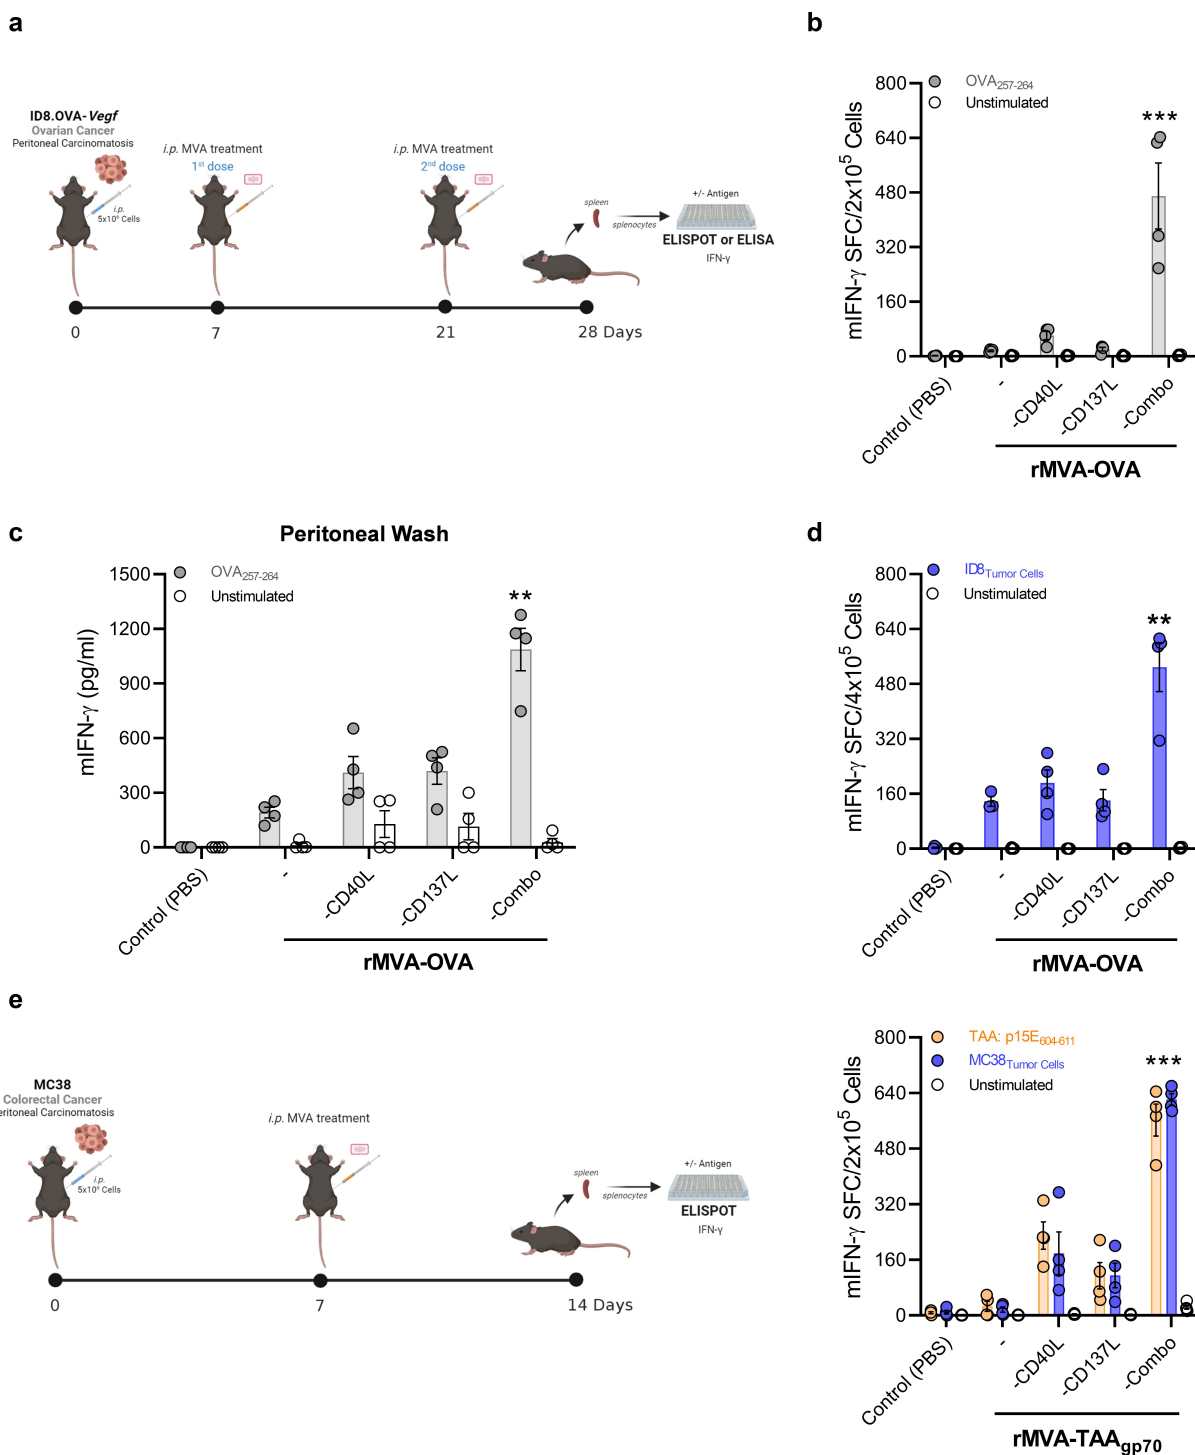 a
ID8.OVA-Vegf
Ovarian Cancer
Peritoneal Carcinomatosis
i.p.
5x10⁶ Cells
i.p. MVA treatment
1st dose
i.p. MVA treatment
2nd dose
spleen
splenocytes
+/- Antigen
ELISPOT or ELISA
IFN-γ
0
7
21
28 Days
b
OVA257-264
Unstimulated
mIFN-γ SFC/2x10⁵ Cells
800
640
480
320
160
0
***
Control (PBS)
-
-CD40L
-CD137L
-Combo
rMVA-OVA
c
Peritoneal Wash
OVA257-264
Unstimulated
mIFN-γ (pg/ml)
1500
1200
900
600
300
0
**
Control (PBS)
-
-CD40L
-CD137L
-Combo
rMVA-OVA
d
ID8Tumor Cells
Unstimulated
mIFN-γ SFC/4x10⁵ Cells
800
640
480
320
160
0
**
Control (PBS)
-
-CD40L
-CD137L
-Combo
rMVA-OVA
e
MC38
Colorectal Cancer
eritoneal Carcinomatosis
i.p.
5x10⁵ Cells
i.p. MVA treatment
spleen
splenocytes
+/- Antigen
ELISPOT
IFN-γ
0
7
14 Days
TAA: p15E604-611
MC38Tumor Cells
Unstimulated
mIFN-γ SFC/2x10⁵ Cells
800
640
480
320
160
0
***
Control (PBS)
-
-CD40L
-CD137L
-Combo
rMVA-TAAgp70